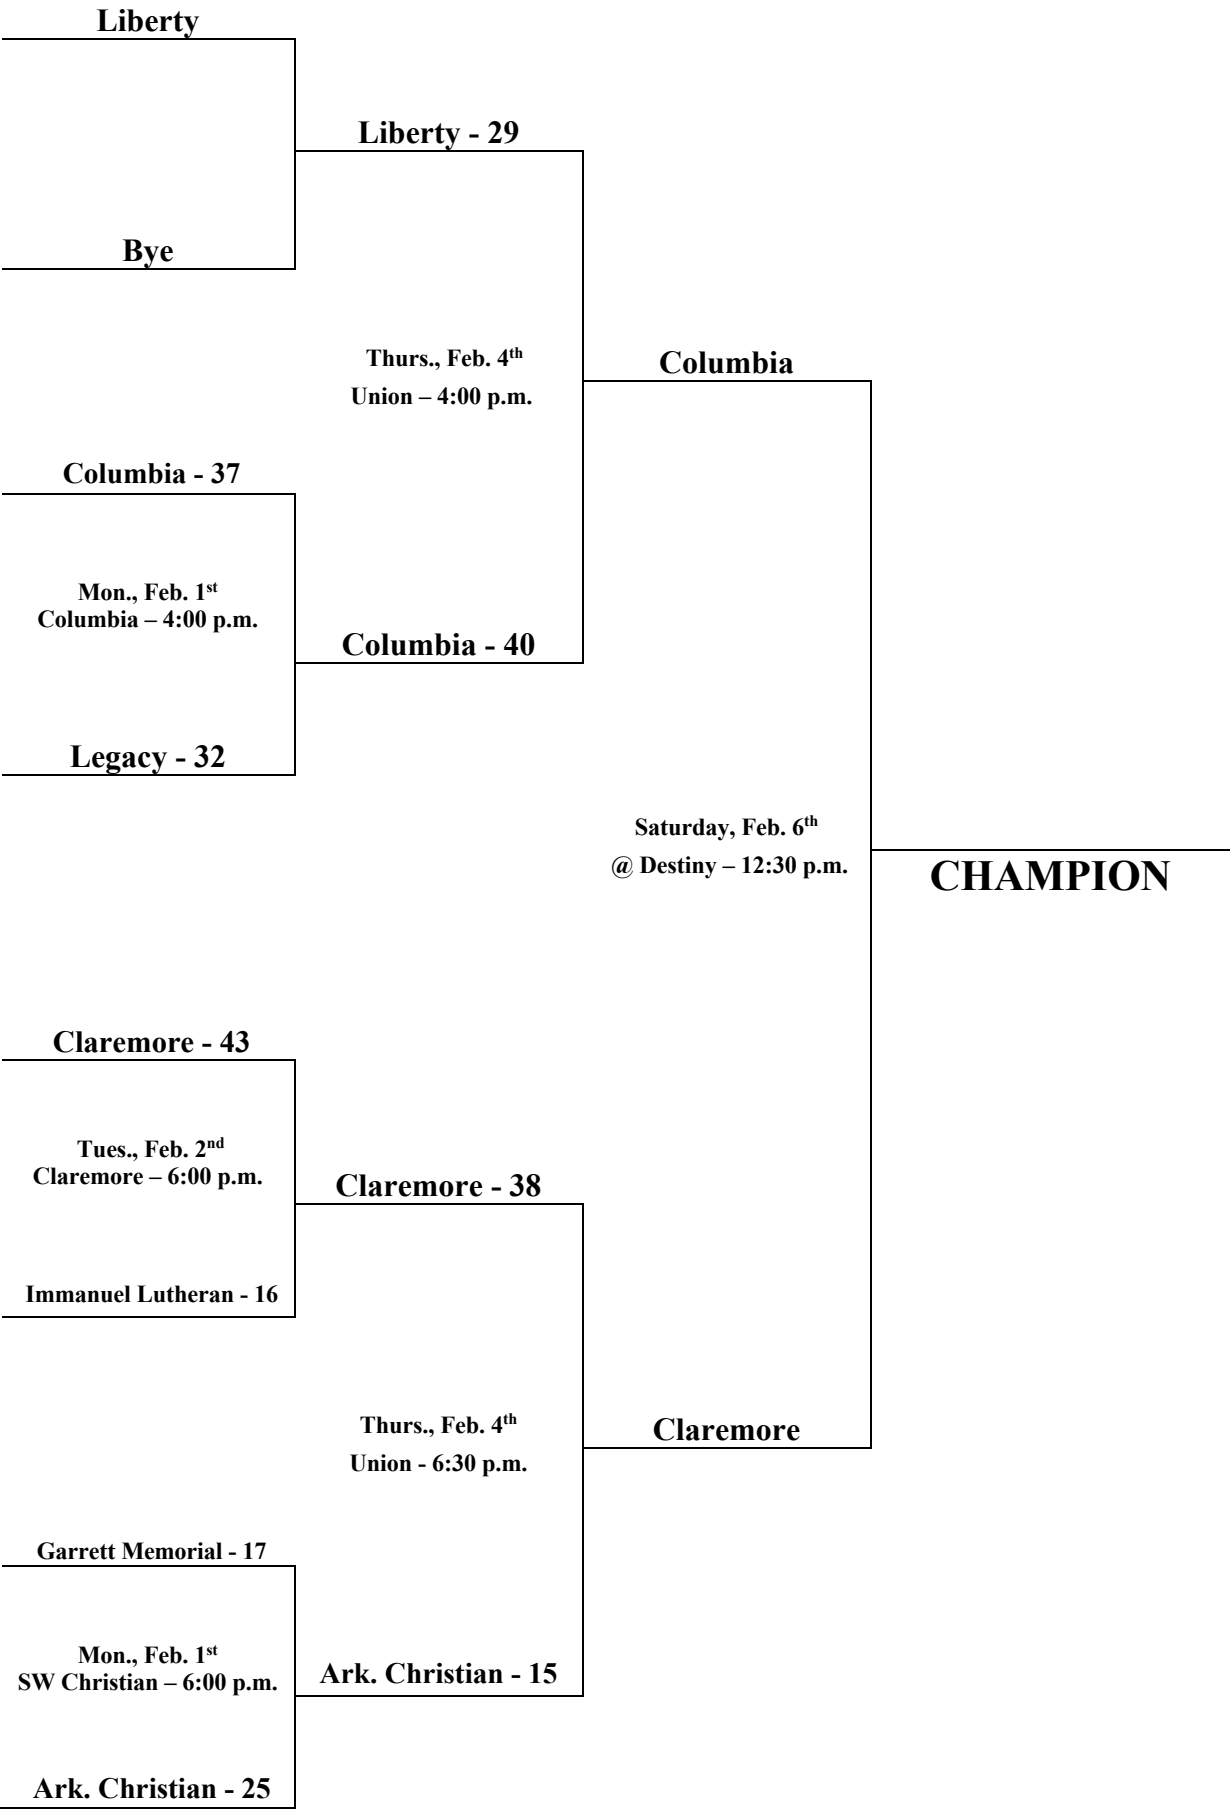 Liberty
Liberty - 29
Bye
Thurs., Feb. 4th
Union – 4:00 p.m.
Columbia
Columbia - 37
Mon., Feb. 1st
Columbia – 4:00 p.m.
Columbia - 40
Legacy - 32
Saturday, Feb. 6th
@ Destiny – 12:30 p.m.
CHAMPION
Claremore - 43
Tues., Feb. 2nd
Claremore – 6:00 p.m.
Claremore - 38
Immanuel Lutheran - 16
Thurs., Feb. 4th
Union - 6:30 p.m.
Claremore
Garrett Memorial - 17
Mon., Feb. 1st
SW Christian – 6:00 p.m.
Ark. Christian - 15
Ark. Christian - 25